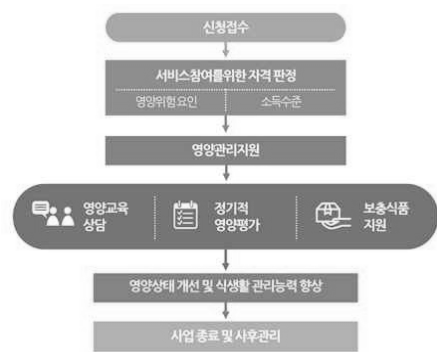 신청접수
서비스참여를위한 자격 판정
영양위험요인 소득수준
영양관리지원
영양교육
상담
정기적
영양평가
보충식품
지원
영양상태 개선 및 식생활 관리능력 향상
사업 종료 및 사후관리